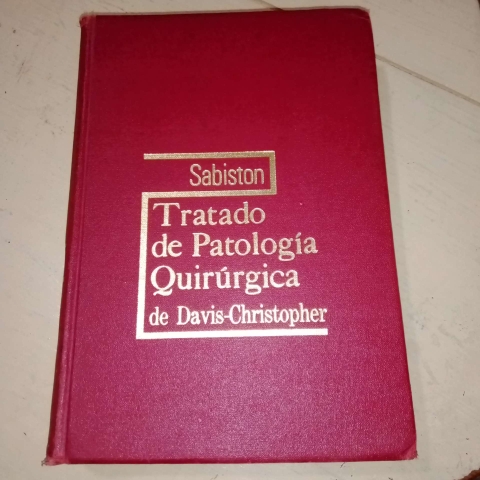 Sabiston
Tratado
de Patología
Quirúrgica
de Davis-Christopher